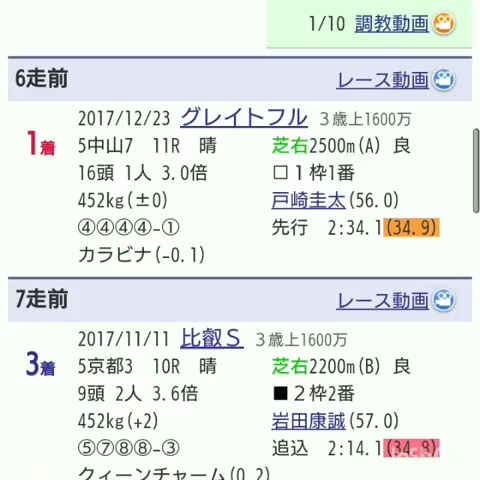 1/10 調教動画
6走前 レース動画
2017/12/23 グレイトフル 3歳上1600万
1着 5中山7 11R 晴 芝右2500m(A) 良
16頭 1人 3.0倍 □1枠1番
452kg(±0) 戸崎圭太(56.0)
④④④④-① 先行 2:34.1(34.9)
カラビナ(-0.1)
7走前 レース動画
2017/11/11 比叡S 3歳上1600万
3着 5京都3 10R 晴 芝右2200m(B) 良
9頭 2人 3.6倍 ■2枠2番
452kg(+2) 岩田康誠(57.0)
⑤⑦⑧⑧-③ 追込 2:14.1(34.8)
クィーンチャーム(0.2)